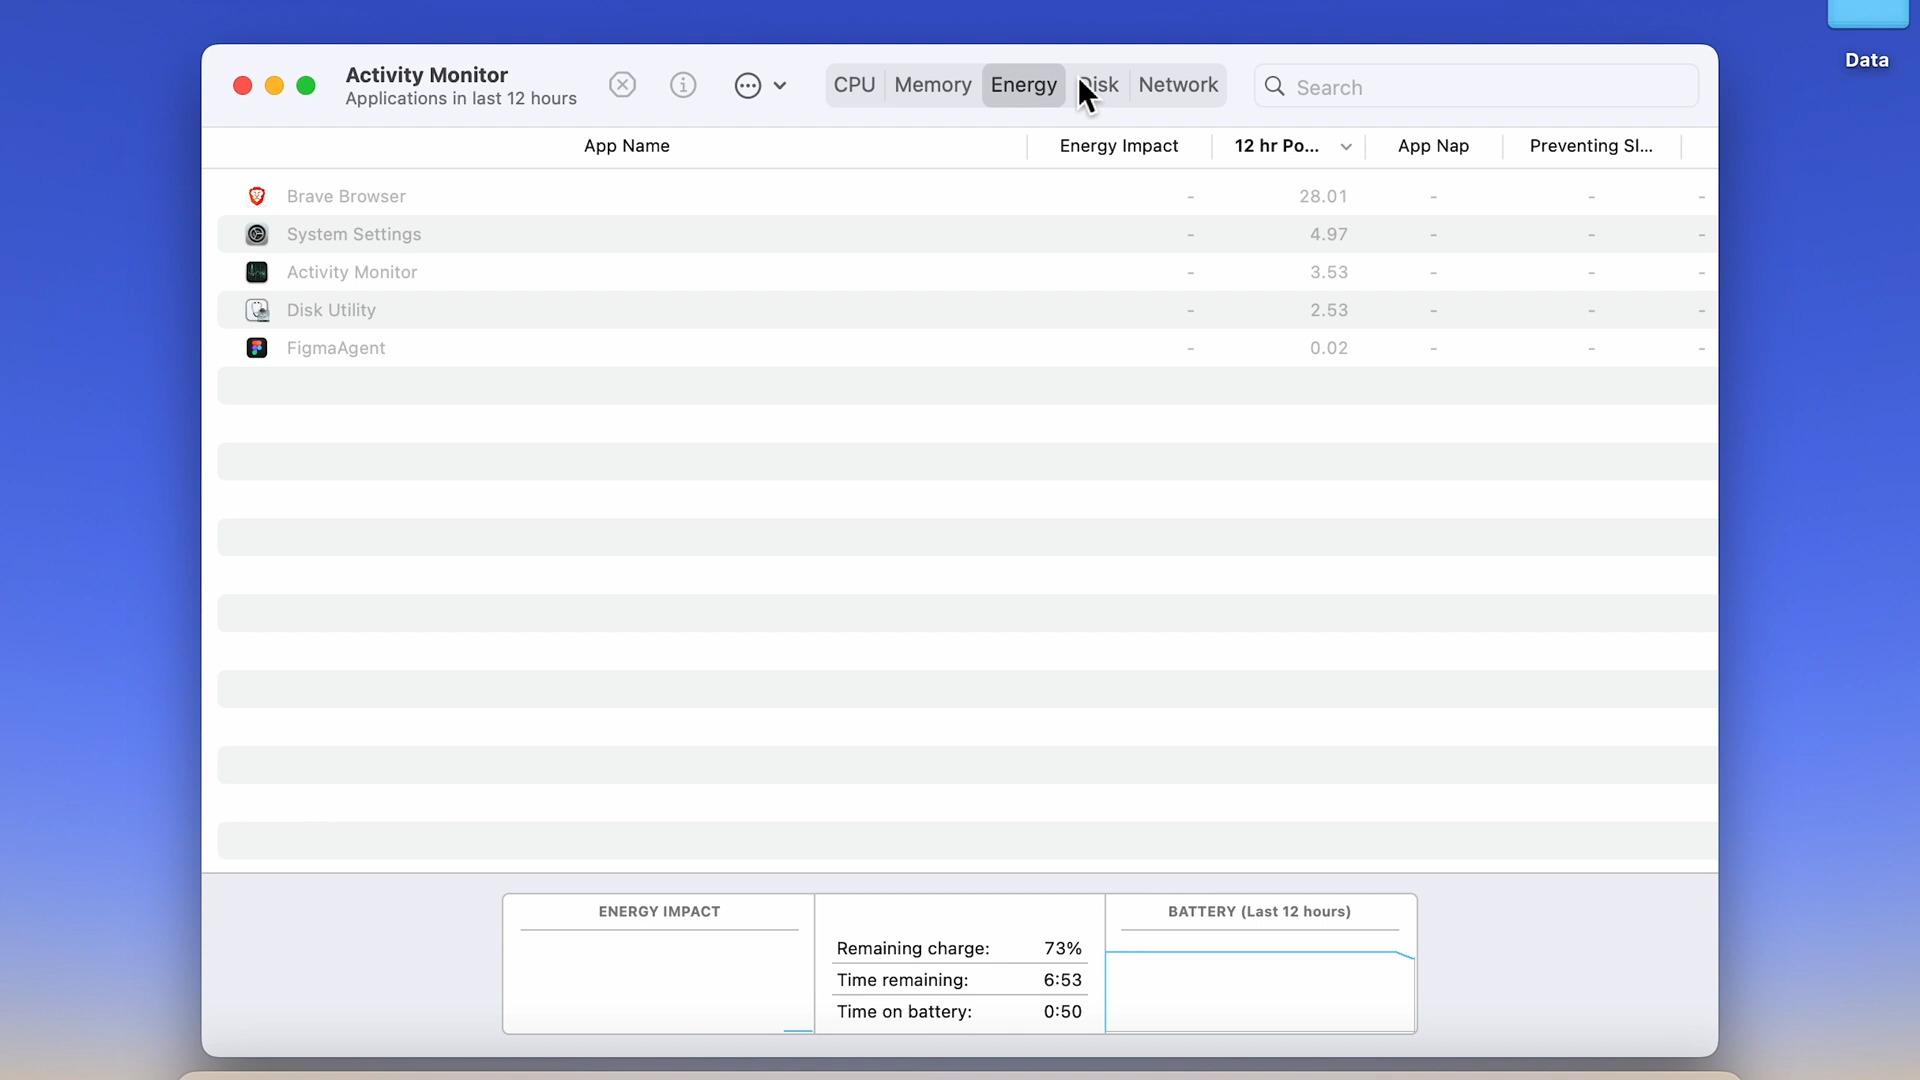 Data
Activity Monitor
Applications in last 12 hours
CPU Memory Energy Disk Network
Search
App Name Energy Impact 12 hr Po... App Nap Preventing Sl...
Brave Browser - 28.01 - - -
System Settings - 4.97 - - -
Activity Monitor - 3.53 - - -
Disk Utility - 2.53 - - -
FigmaAgent - 0.02 - - -
ENERGY IMPACT
Remaining charge: 73%
Time remaining: 6:53
Time on battery: 0:50
BATTERY (Last 12 hours)